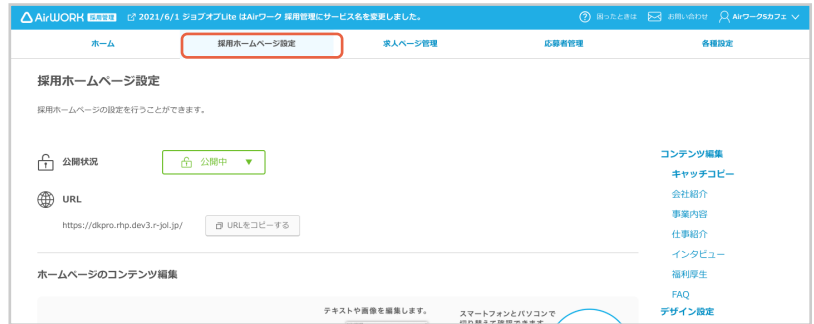 AirWORK 採用管理 2021/6/1 ジョブオプLite はAirワーク 採用管理にサービス名を変更しました。 困ったときは お問い合わせ AirワークSカフェ
ホーム 採用ホームページ設定 求人ページ管理 応募者管理 各種設定
採用ホームページ設定
採用ホームページの設定を行うことができます。
公開状況 公開中 ▼
URL
https://dkpro.rhp.dev3.r-jol.jp/ URLをコピーする
ホームページのコンテンツ編集
テキストや画像を編集します。
スマートフォンとパソコンで
切り替えて確認できます
コンテンツ編集
キャッチコピー
会社紹介
事業内容
仕事紹介
インタビュー
福利厚生
FAQ
デザイン設定